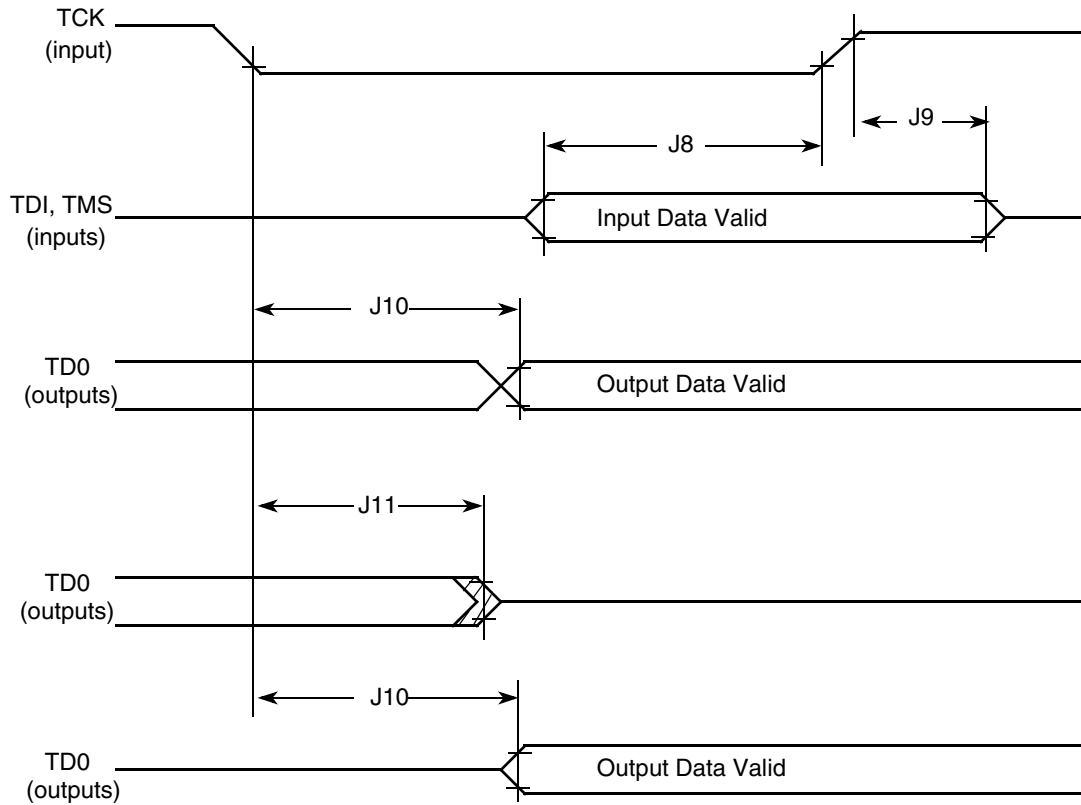 TCK
(input)
J9
J8
TDI, TMS
(inputs)
Input Data Valid
J10
TD0
(outputs)
Output Data Valid
J11
TD0
(outputs)
J10
TD0
(outputs)
Output Data Valid